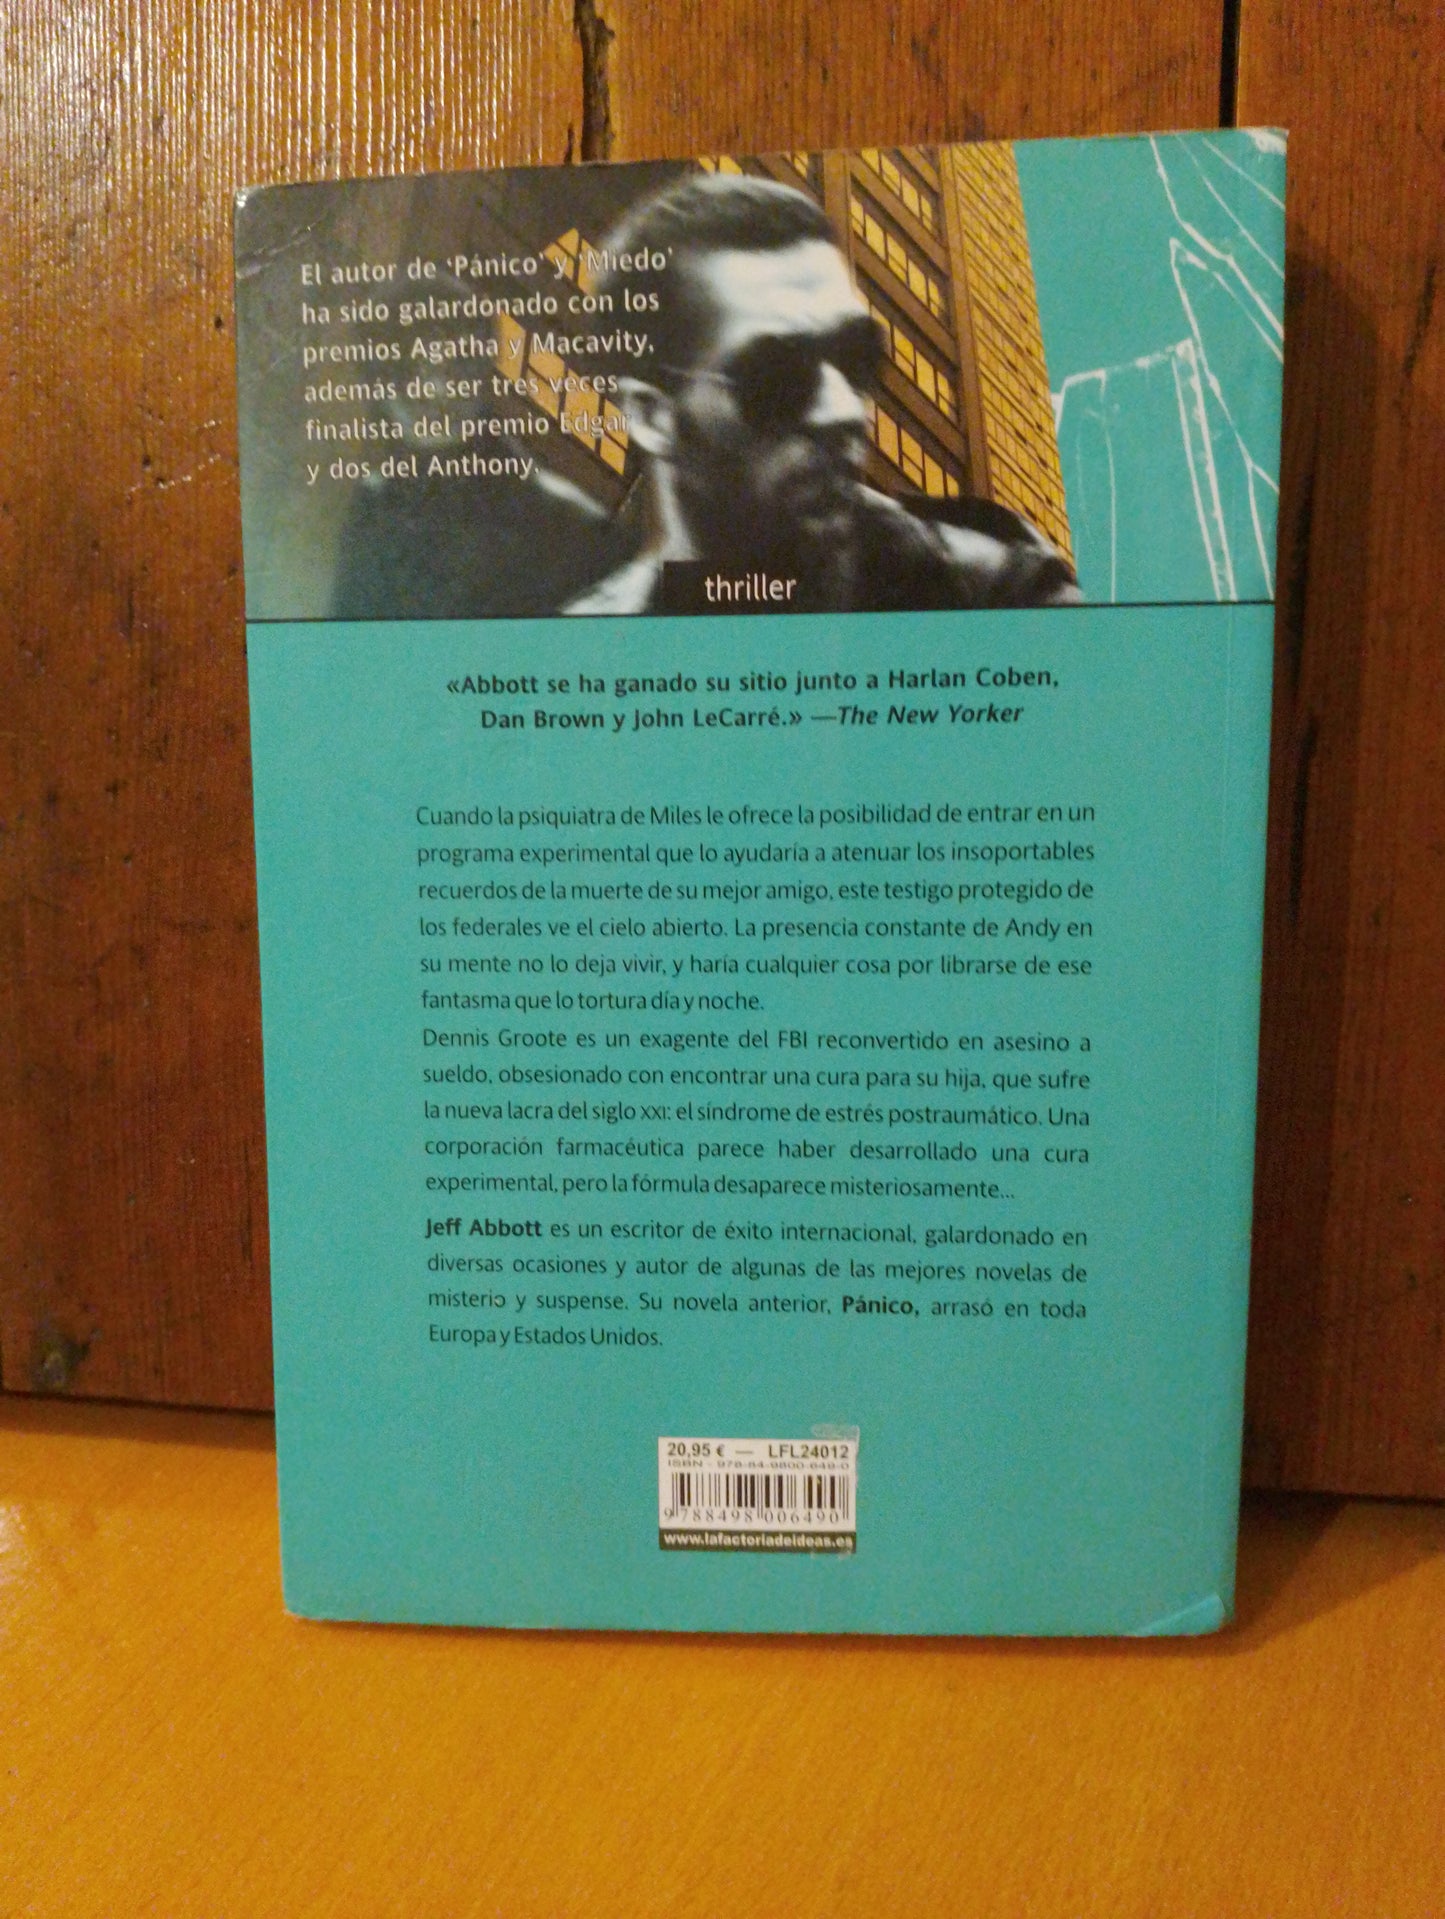 El autor de ‘Pánico’ y ‘Miedo’
ha sido galardonado con los
premios Agatha y Macavity,
además de ser tres veces
finalista del premio Edgar
y dos del Anthony.
thriller
«Abbott se ha ganado su sitio junto a Harlan Coben,
Dan Brown y John LeCarré.» —The New Yorker
Cuando la psiquiatra de Miles le ofrece la posibilidad de entrar en un
programa experimental que lo ayudaría a atenuar los insoportables
recuerdos de la muerte de su mejor amigo, este testigo protegido de
los federales ve el cielo abierto. La presencia constante de Andy en
su mente no lo deja vivir, y haría cualquier cosa por librarse de ese
fantasma que lo tortura día y noche.
Dennis Groote es un exagente del FBI reconvertido en asesino a
sueldo, obsesionado con encontrar una cura para su hija, que sufre
la nueva lacra del siglo XXI: el síndrome de estrés postraumático. Una
corporación farmacéutica parece haber desarrollado una cura
experimental, pero la fórmula desaparece misteriosamente...
Jeff Abbott es un escritor de éxito internacional, galardonado en
diversas ocasiones y autor de algunas de las mejores novelas de
misterio y suspense. Su novela anterior, Pánico, arrasó en toda
Europa y Estados Unidos.
20,95 € — LFL24012
ISBN - 978-84-9800-649-0
9 788498 006490
www.lafactoriadeideas.es